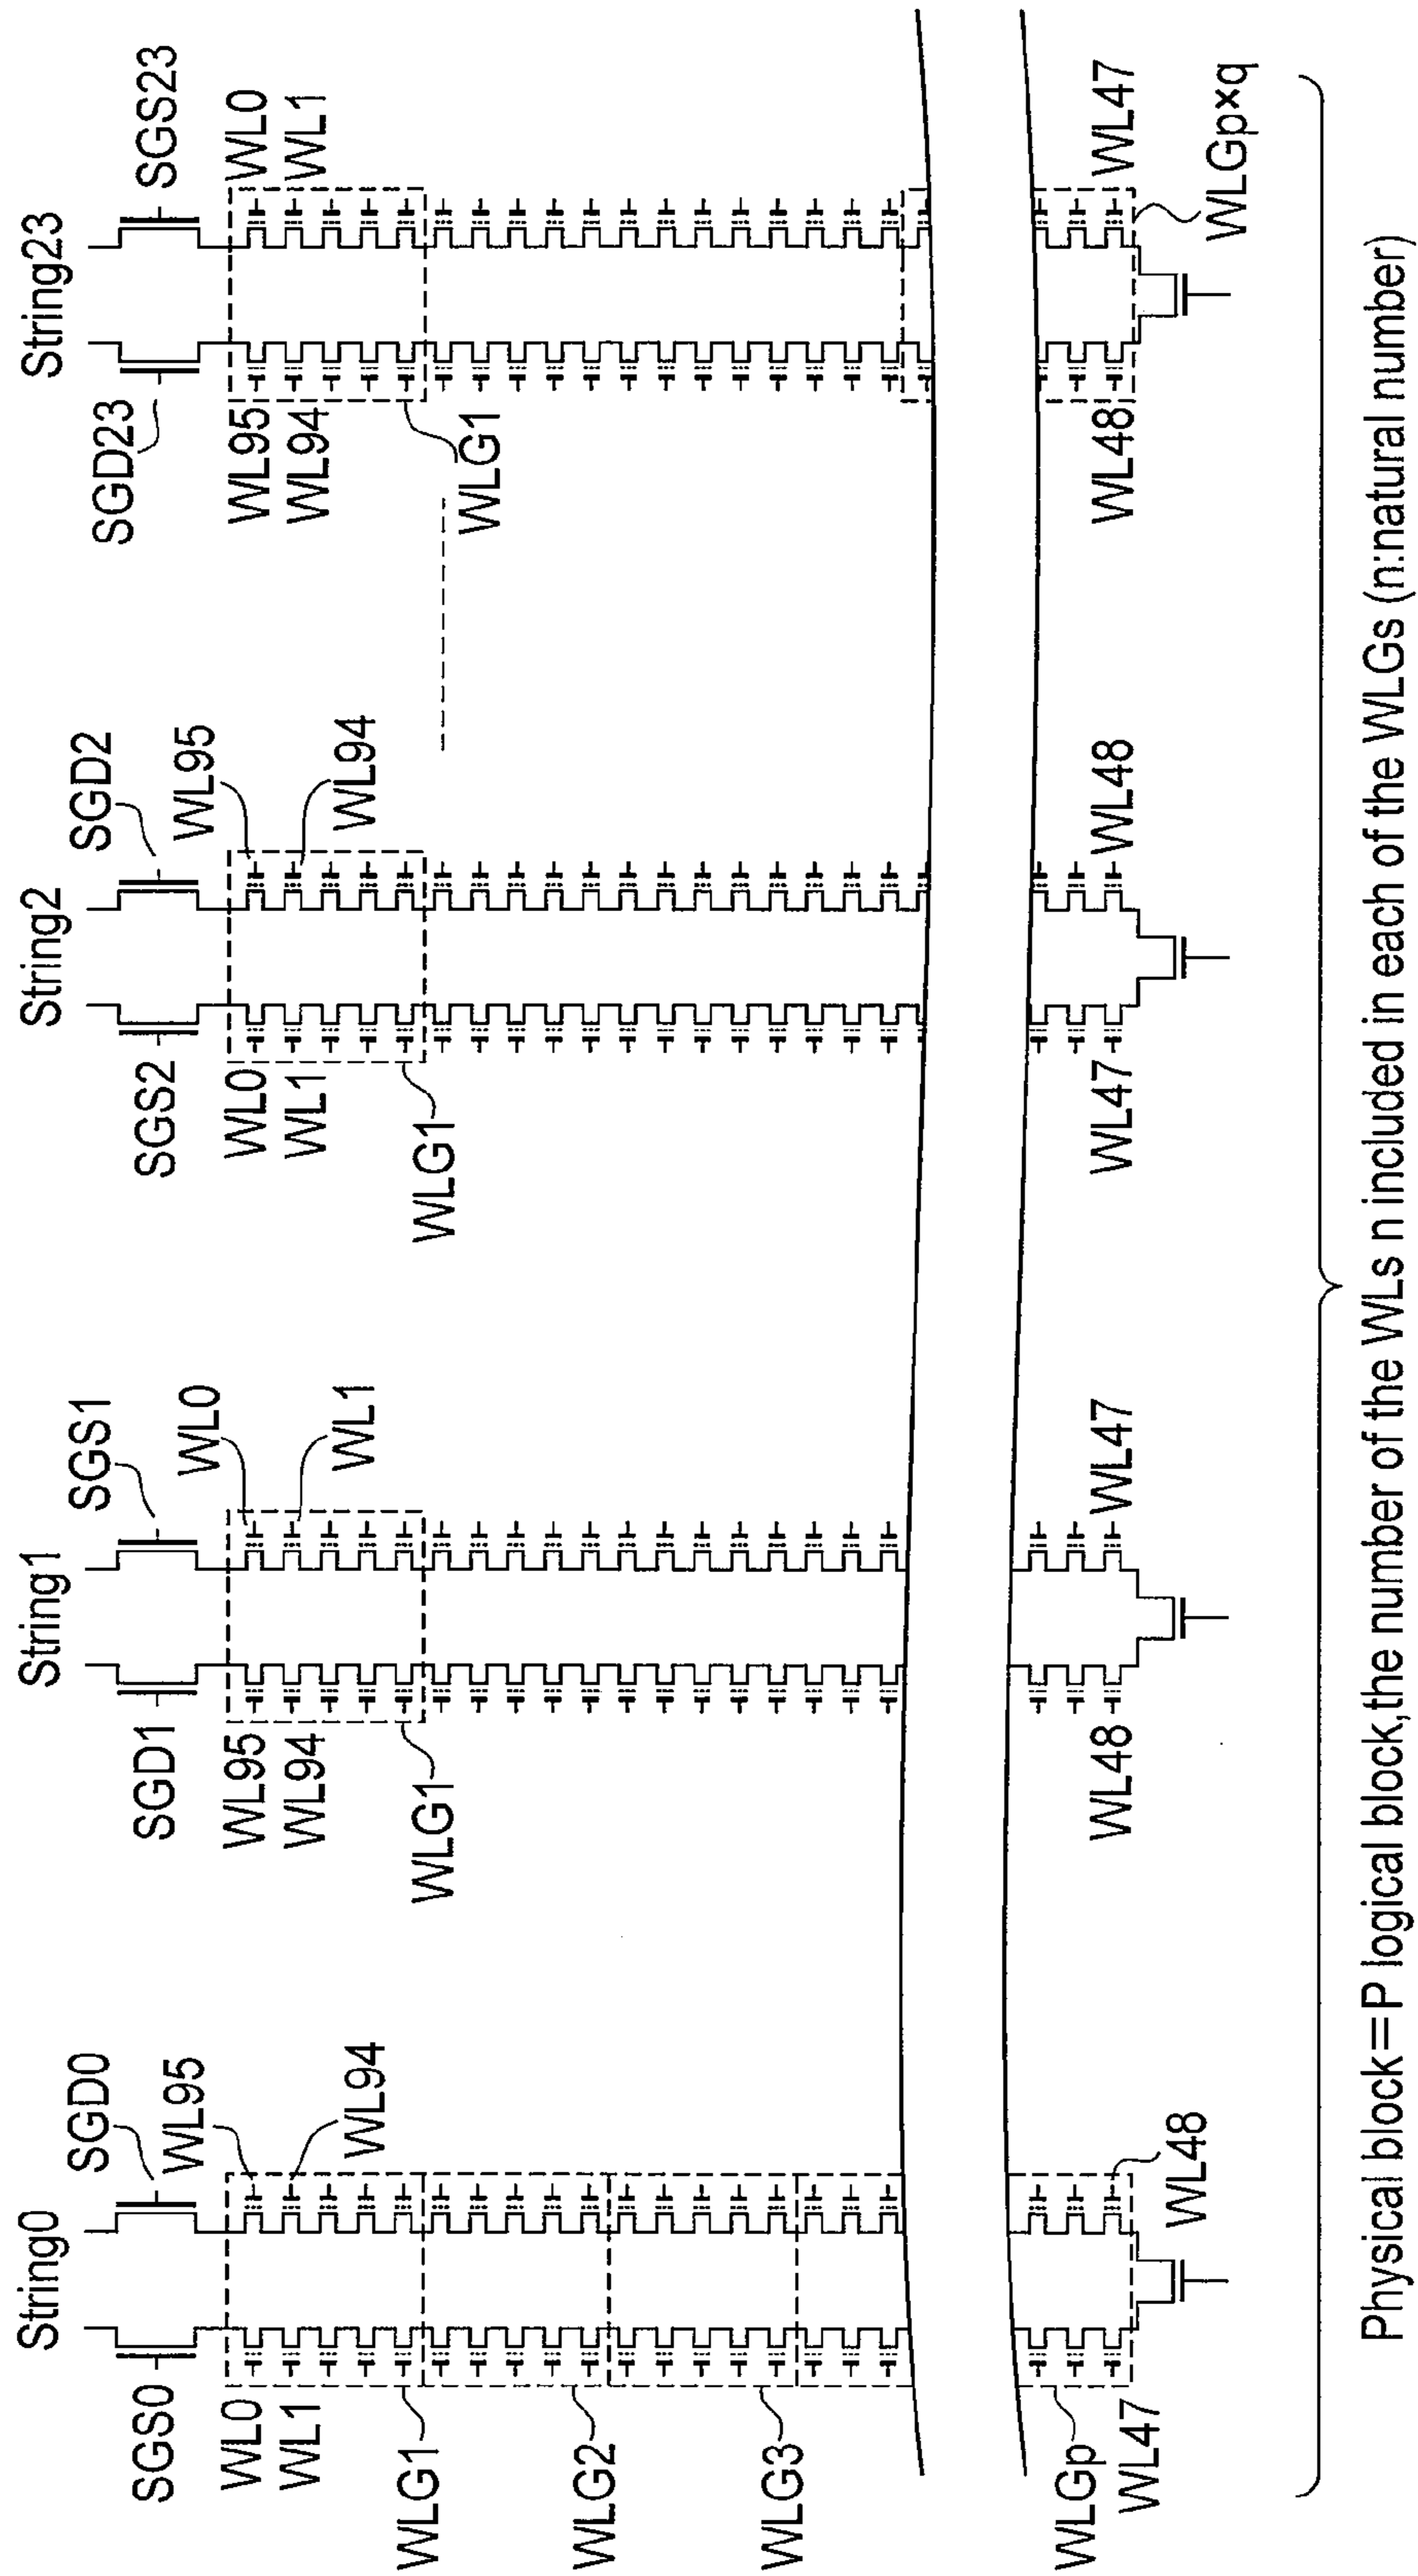 String0
SGS0
SGD0
WL0
WL1
WL95
WL94
WLG1
WLG2
WLG3
WLGp
WL47
WL48
String1
SGD1
SGS1
WL95
WL94
WL0
WL1
WLG1
WL48
WL47
String2
SGS2
SGD2
WL0
WL1
WL95
WL94
WLG1
WL47
WL48
String23
SGD23
SGS23
WL95
WL94
WL0
WL1
WLG1
WL48
WL47
WLGp×q
Physical block=P logical block,the number of the WLs n included in each of the WLGs (n:natural number)